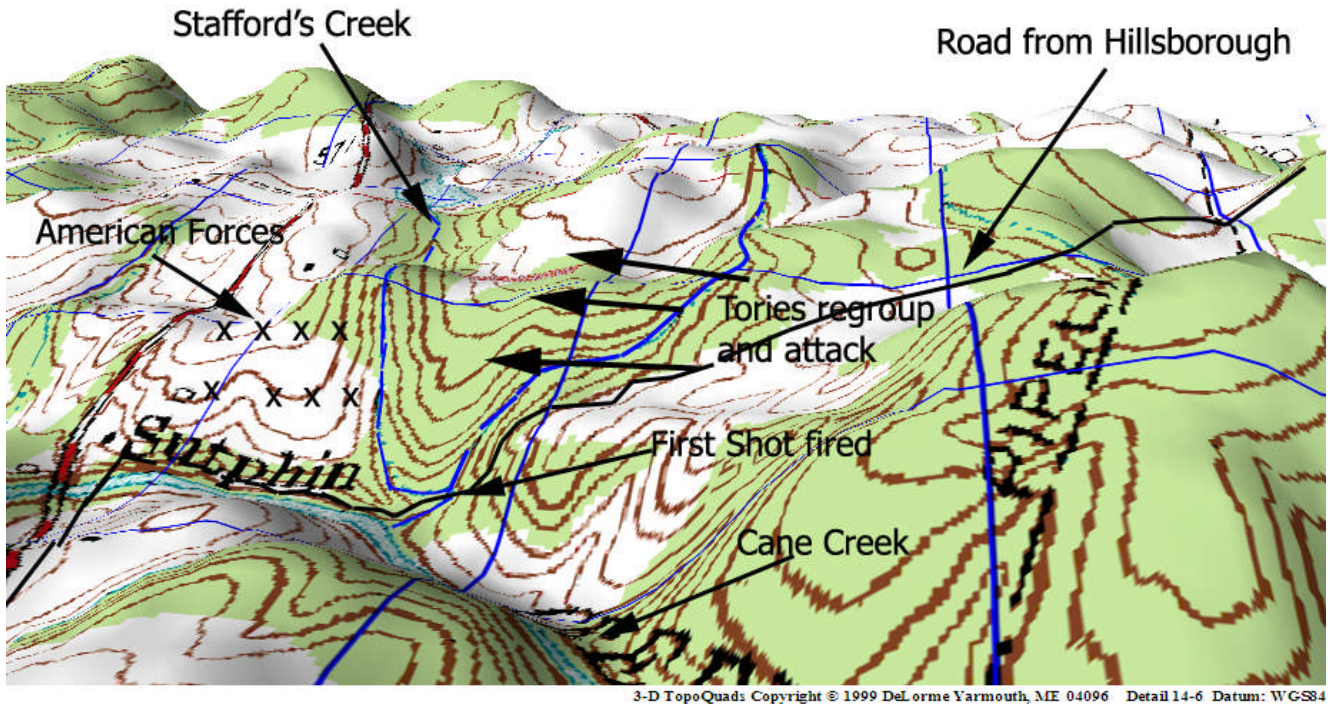 Stafford's Creek
Road from Hillsborough
American Forces
Tories regroup
and attack
x x x x
x x x x
Sutphin
First Shot fired
Cane Creek
3-D TopoQuads Copyright © 1999 DeLorme Yarmouth, ME 04096 Detail 14-6 Datum: WGS84